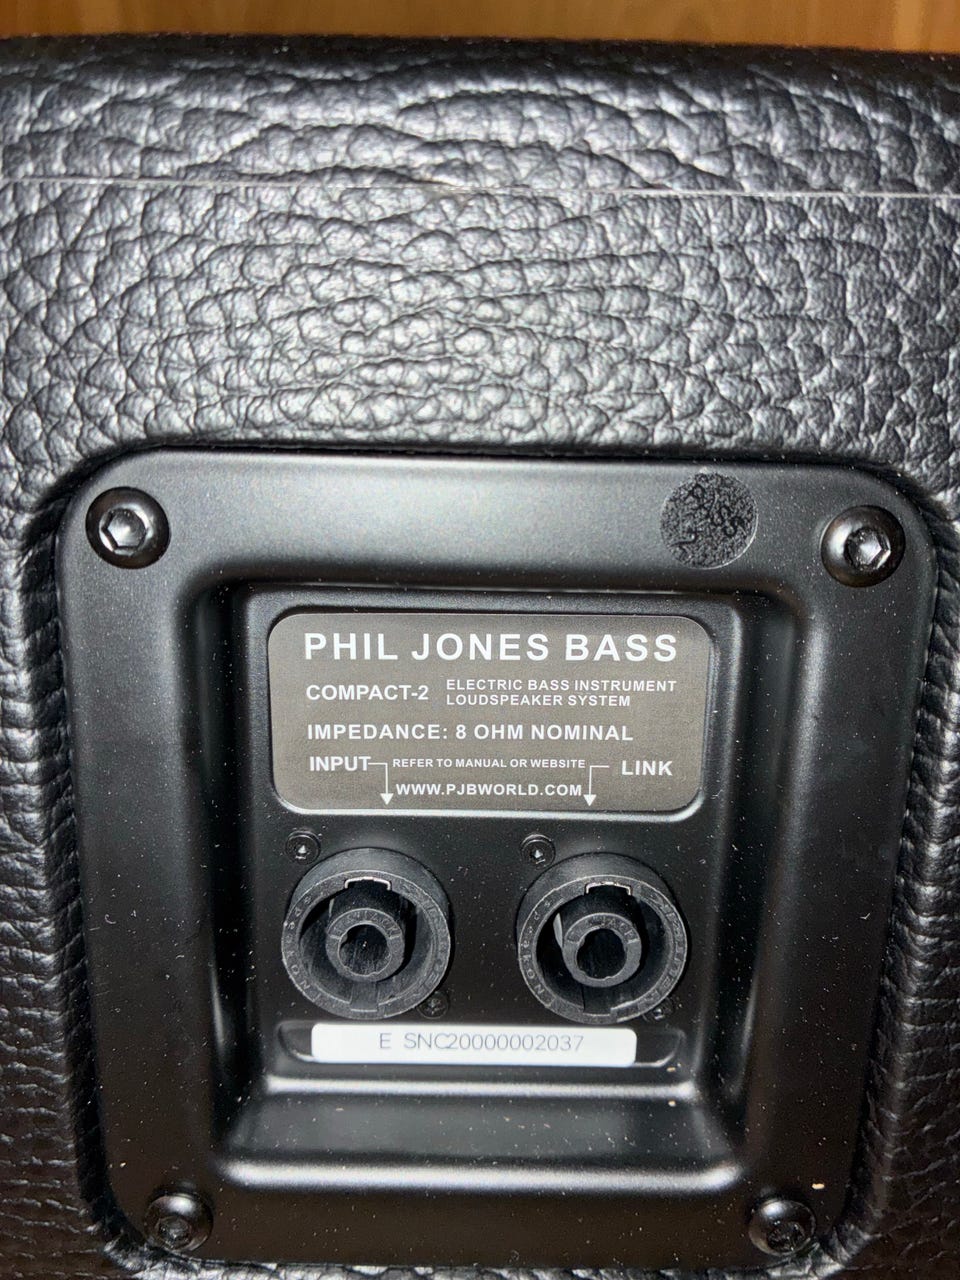 PHIL JONES BASS
COMPACT-2 ELECTRIC BASS INSTRUMENT
LOUDSPEAKER SYSTEM
IMPEDANCE: 8 OHM NOMINAL
INPUT REFER TO MANUAL OR WEBSITE LINK
WWW.PJBWORLD.COM
E SNC20000002037